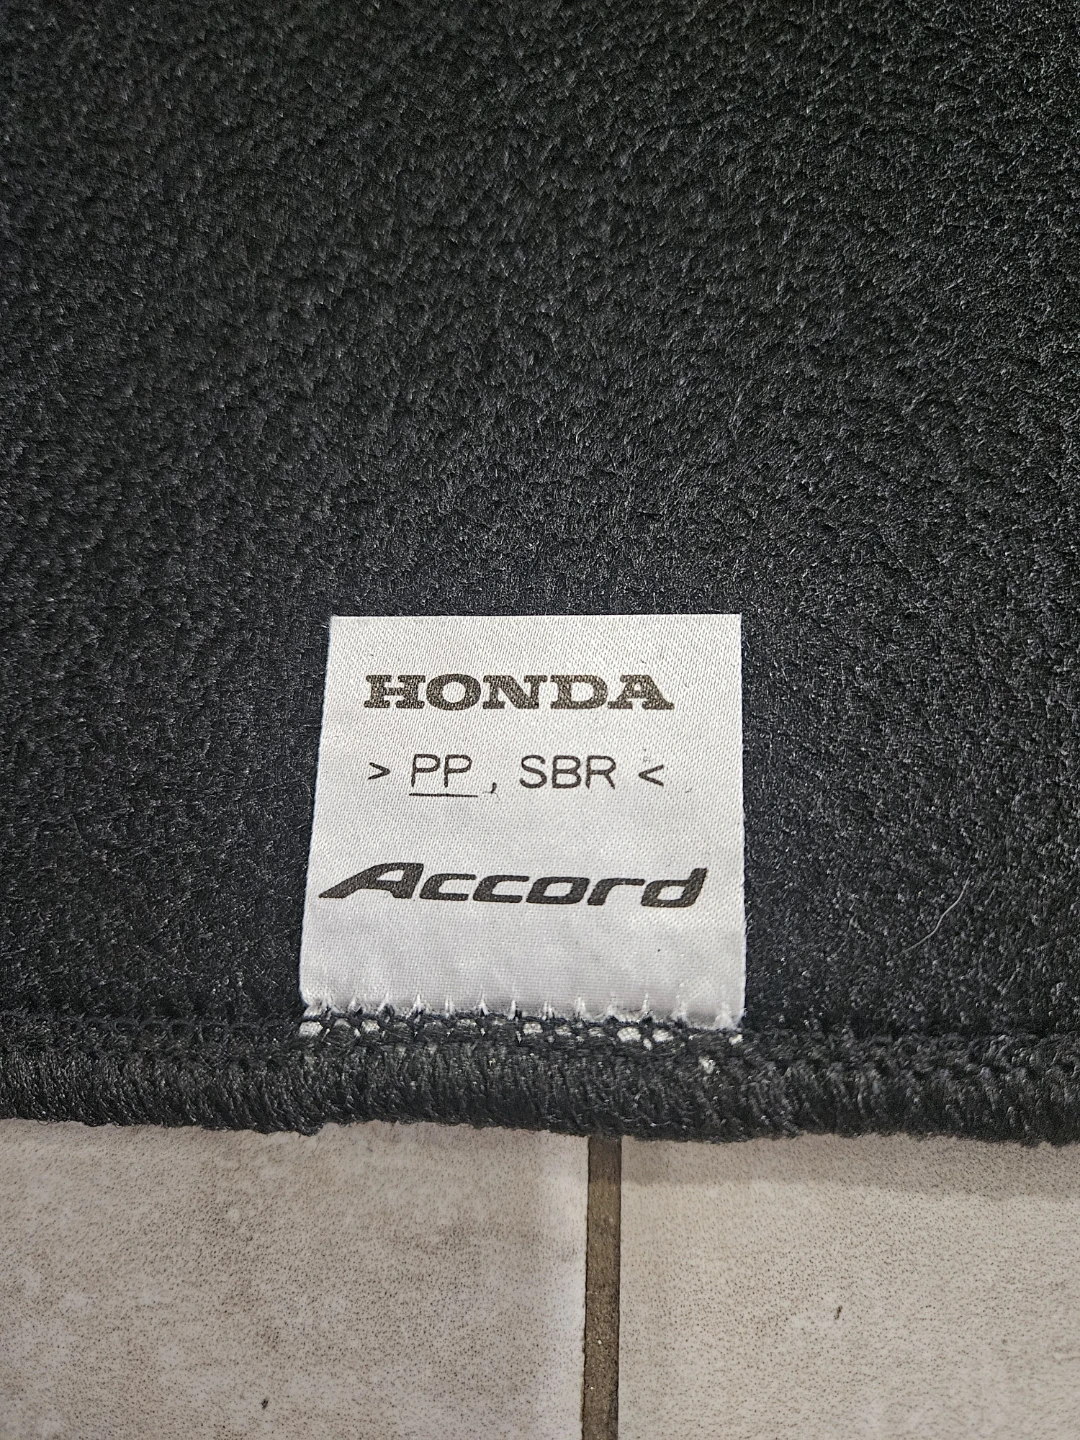 HONDA
> PP, SBR <
Accord